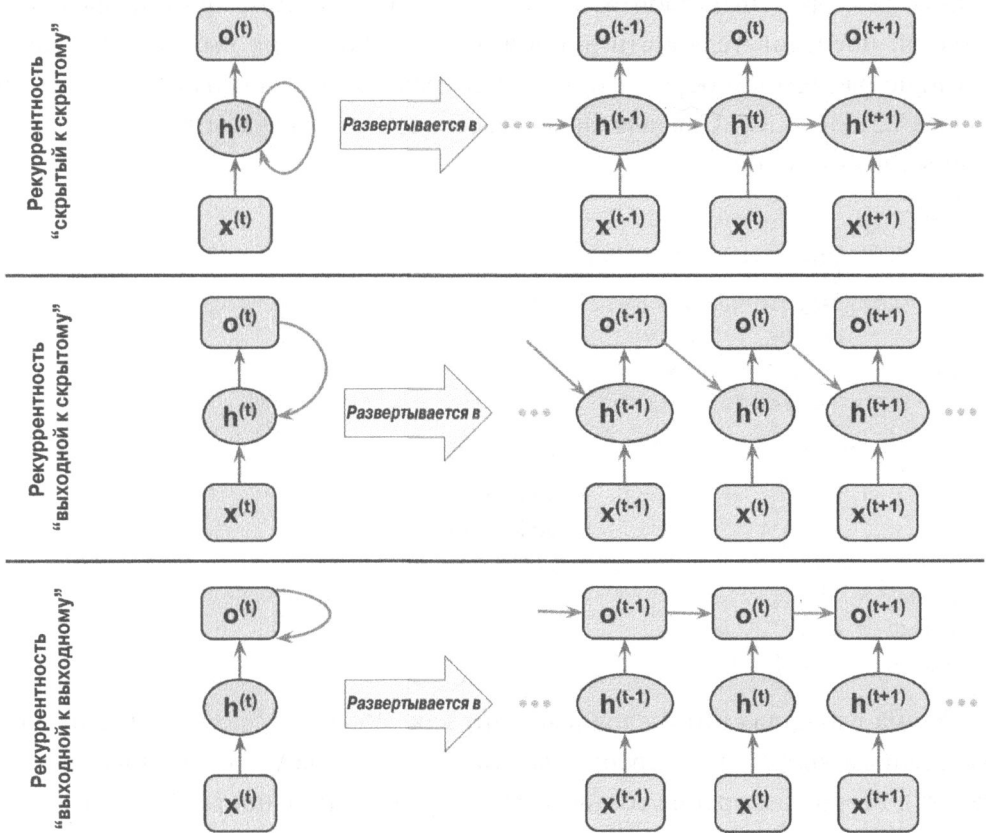 Рекуррентность
“скрытый к скрытому”
o(t)
h(t)
x(t)
Развертывается в
o(t-1) o(t) o(t+1)
h(t-1) h(t) h(t+1)
x(t-1) x(t) x(t+1)
Рекуррентность
“выходной к скрытому”
o(t)
h(t)
x(t)
Развертывается в
o(t-1) o(t) o(t+1)
h(t-1) h(t) h(t+1)
x(t-1) x(t) x(t+1)
Рекуррентность
“выходной к выходному”
o(t)
h(t)
x(t)
Развертывается в
o(t-1) o(t) o(t+1)
h(t-1) h(t) h(t+1)
x(t-1) x(t) x(t+1)